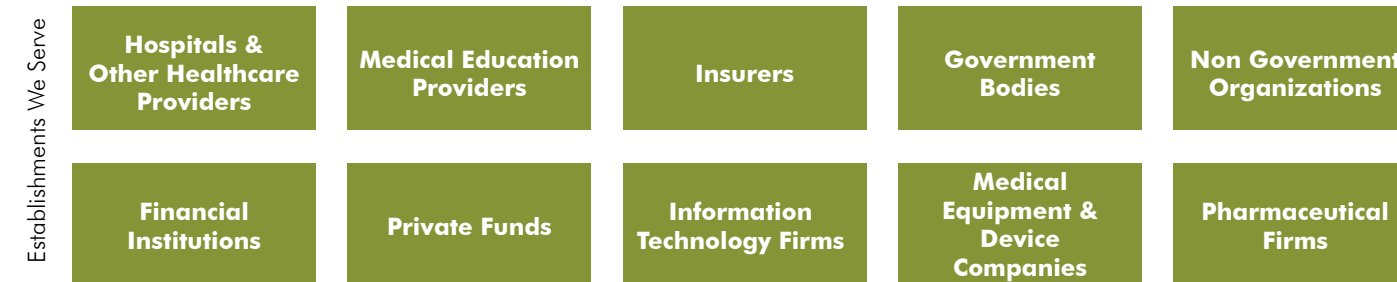 Establishments We Serve
Hospitals &
Other Healthcare
Providers
Medical Education
Providers
Insurers
Government
Bodies
Non Government
Organizations
Financial
Institutions
Private Funds
Information
Technology Firms
Medical
Equipment &
Device
Companies
Pharmaceutical
Firms